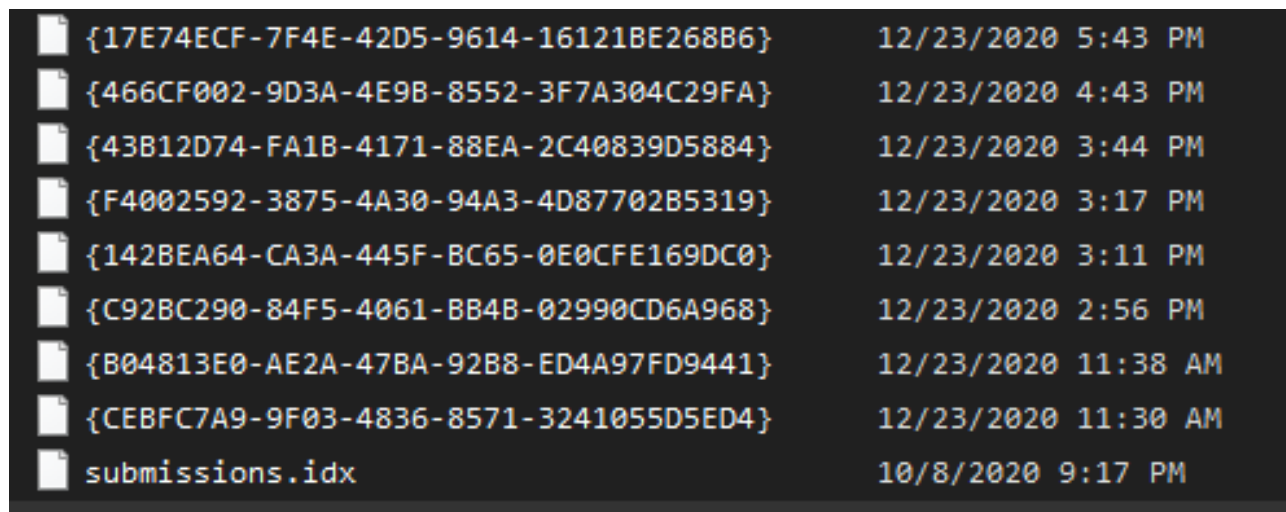 {17E74ECF-7F4E-42D5-9614-16121BE268B6} 12/23/2020 5:43 PM
{466CF002-9D3A-4E9B-8552-3F7A304C29FA} 12/23/2020 4:43 PM
{43B12D74-FA1B-4171-88EA-2C40839D5884} 12/23/2020 3:44 PM
{F4002592-3875-4A30-94A3-4D87702B5319} 12/23/2020 3:17 PM
{142BEA64-CA3A-445F-BC65-0E0CFE169DC0} 12/23/2020 3:11 PM
{C92BC290-84F5-4061-BB4B-02990CD6A968} 12/23/2020 2:56 PM
{B04813E0-AE2A-47BA-92B8-ED4A97FD9441} 12/23/2020 11:38 AM
{CEBFC7A9-9F03-4836-8571-3241055D5ED4} 12/23/2020 11:30 AM
submissions.idx 10/8/2020 9:17 PM